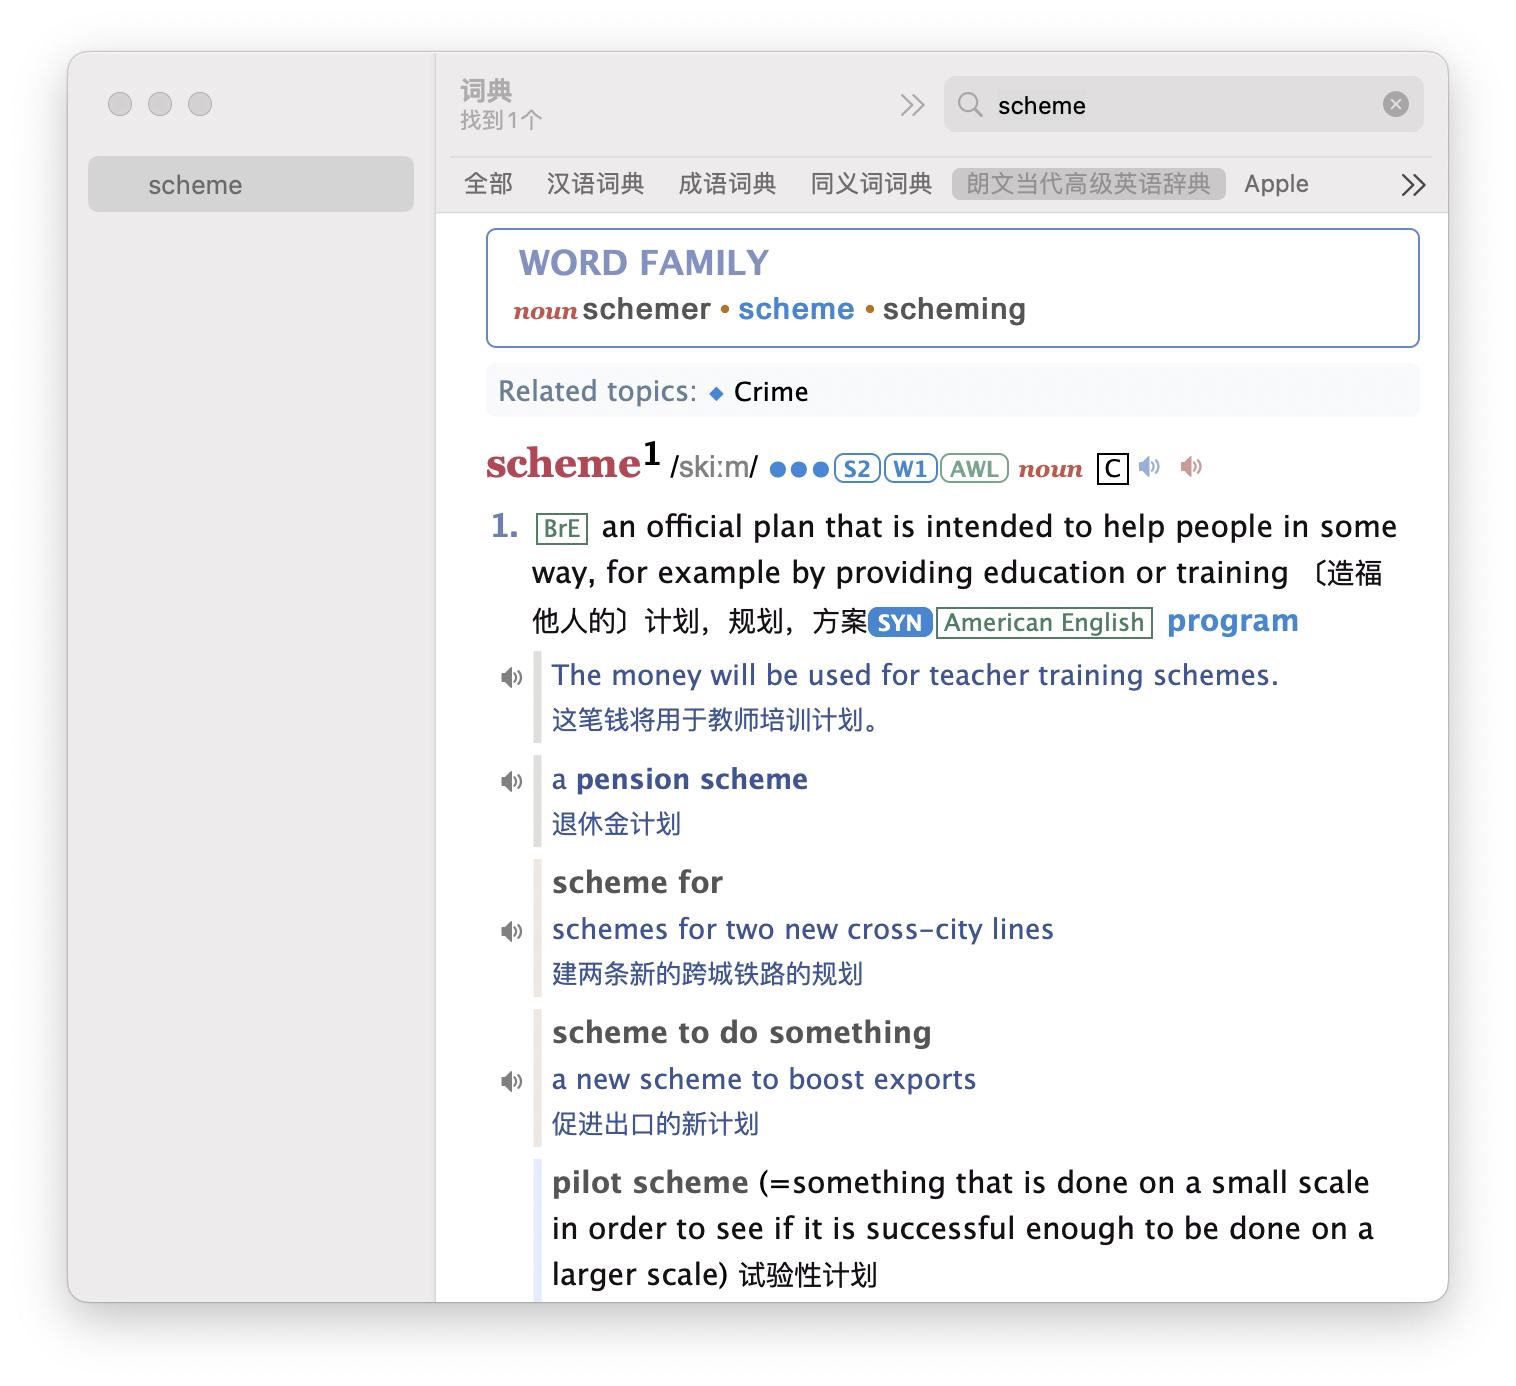 词典
找到1个
scheme
scheme
全部 汉语词典 成语词典 同义词词典 朗文当代高级英语辞典 Apple
WORD FAMILY
noun schemer • scheme • scheming
Related topics: ◆ Crime
scheme1 /skiːm/ ●●● S2 W1 AWL noun C
1. BrE an official plan that is intended to help people in some
way, for example by providing education or training 〔造福
他人的〕计划，规划，方案 SYN American English program
The money will be used for teacher training schemes.
这笔钱将用于教师培训计划。
a pension scheme
退休金计划
scheme for
schemes for two new cross-city lines
建两条新的跨城铁路的规划
scheme to do something
a new scheme to boost exports
促进出口的新计划
pilot scheme (=something that is done on a small scale
in order to see if it is successful enough to be done on a
larger scale) 试验性计划